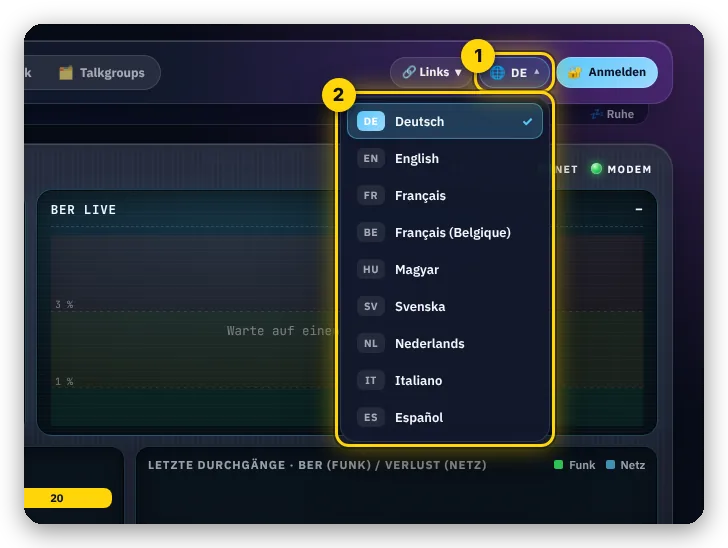 1
k
Talkgroups
Links ▼
DE ▲
Anmelden
2
Ruhe
DE Deutsch ✓
EN English
NET MODEM
FR Français
BER LIVE
–
BE Français (Belgique)
HU Magyar
3 %
SV Svenska
Warte auf einen
NL Nederlands
1 %
IT Italiano
ES Español
LETZTE DURCHGÄNGE · BER (FUNK) / VERLUST (NETZ)
Funk
Netz
20